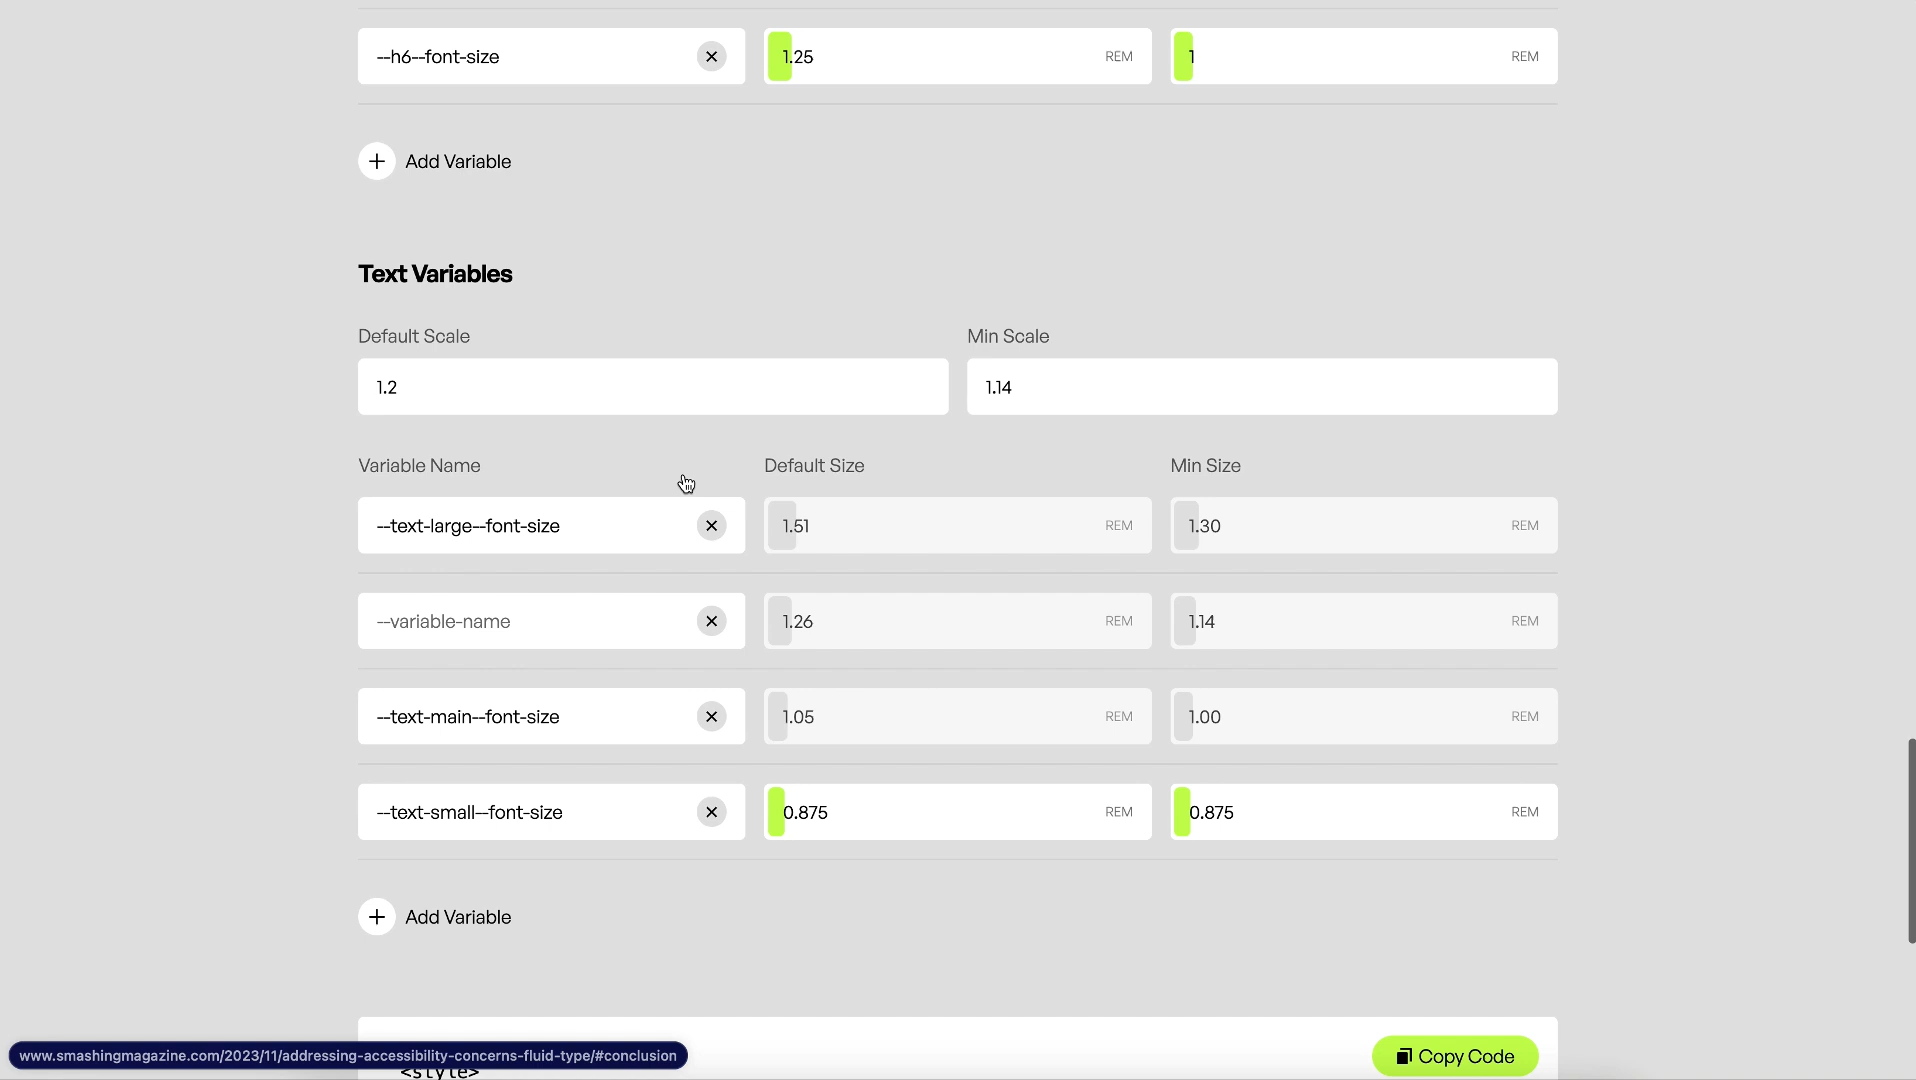 --h6--font-size
1.25 REM
1 REM
Add Variable
Text Variables
Default Scale
Min Scale
1.2
1.14
Variable Name
Default Size
Min Size
--text-large--font-size
1.51 REM
1.30 REM
--variable-name
1.26 REM
1.14 REM
--text-main--font-size
1.05 REM
1.00 REM
--text-small--font-size
0.875 REM
0.875 REM
Add Variable
www.smashingmagazine.com/2023/11/addressing-accessibility-concerns-fluid-type/#conclusion
Copy Code
<style>